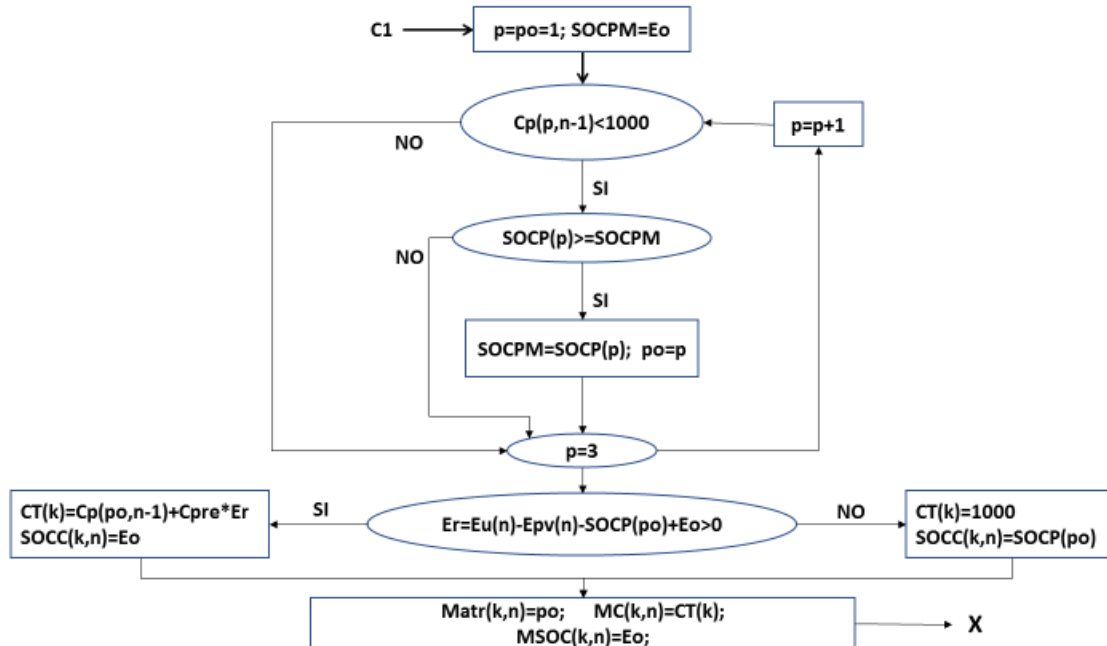 C1
p=po=1; SOCPM=Eo
Cp(p,n-1)<1000
p=p+1
NO
SI
SOCP(p)>=SOCPM
NO
SI
SOCPM=SOCP(p); po=p
p=3
CT(k)=Cp(po,n-1)+Cpre*Er
SOCC(k,n)=Eo
SI
Er=Eu(n)-Epv(n)-SOCP(po)+Eo>0
NO
CT(k)=1000
SOCC(k,n)=SOCP(po)
Matr(k,n)=po; MC(k,n)=CT(k);
MSOC(k,n)=Eo;
X